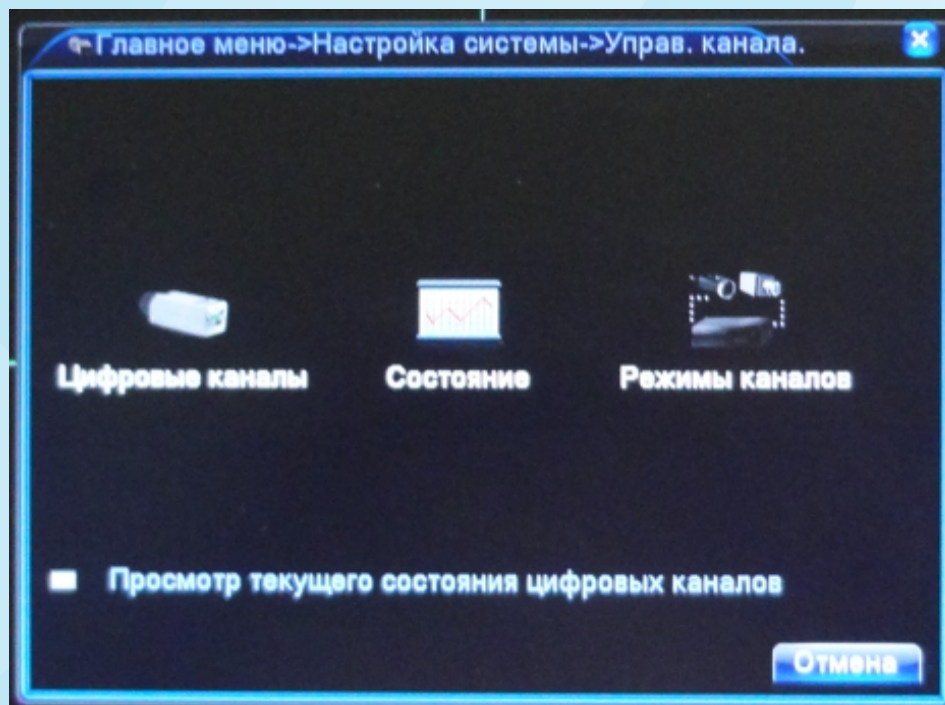 Главное меню->Настройка системы->Управ. канала.
Цифровые каналы
Состояние
Режимы каналов
Просмотр текущего состояния цифровых каналов
Отмена